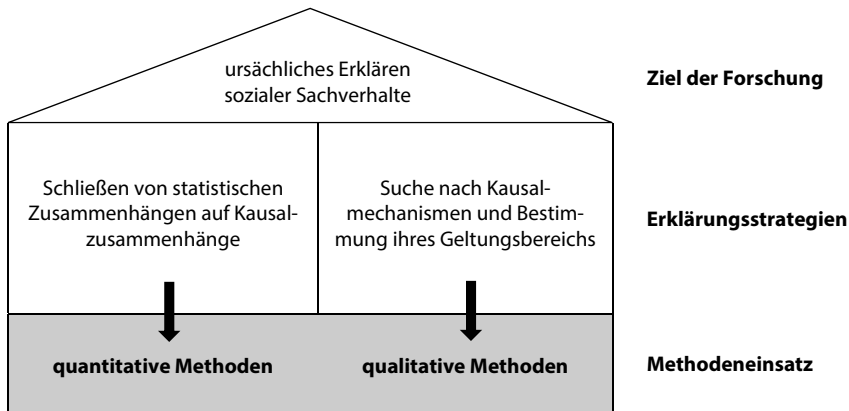 ursächliches Erklären
sozialer Sachverhalte
Ziel der Forschung
Schließen von statistischen
Zusammenhängen auf Kausal-
zusammenhänge
Suche nach Kausal-
mechanismen und Bestim-
mung ihres Geltungsbereichs
Erklärungsstrategien
quantitative Methoden
qualitative Methoden
Methodeneinsatz